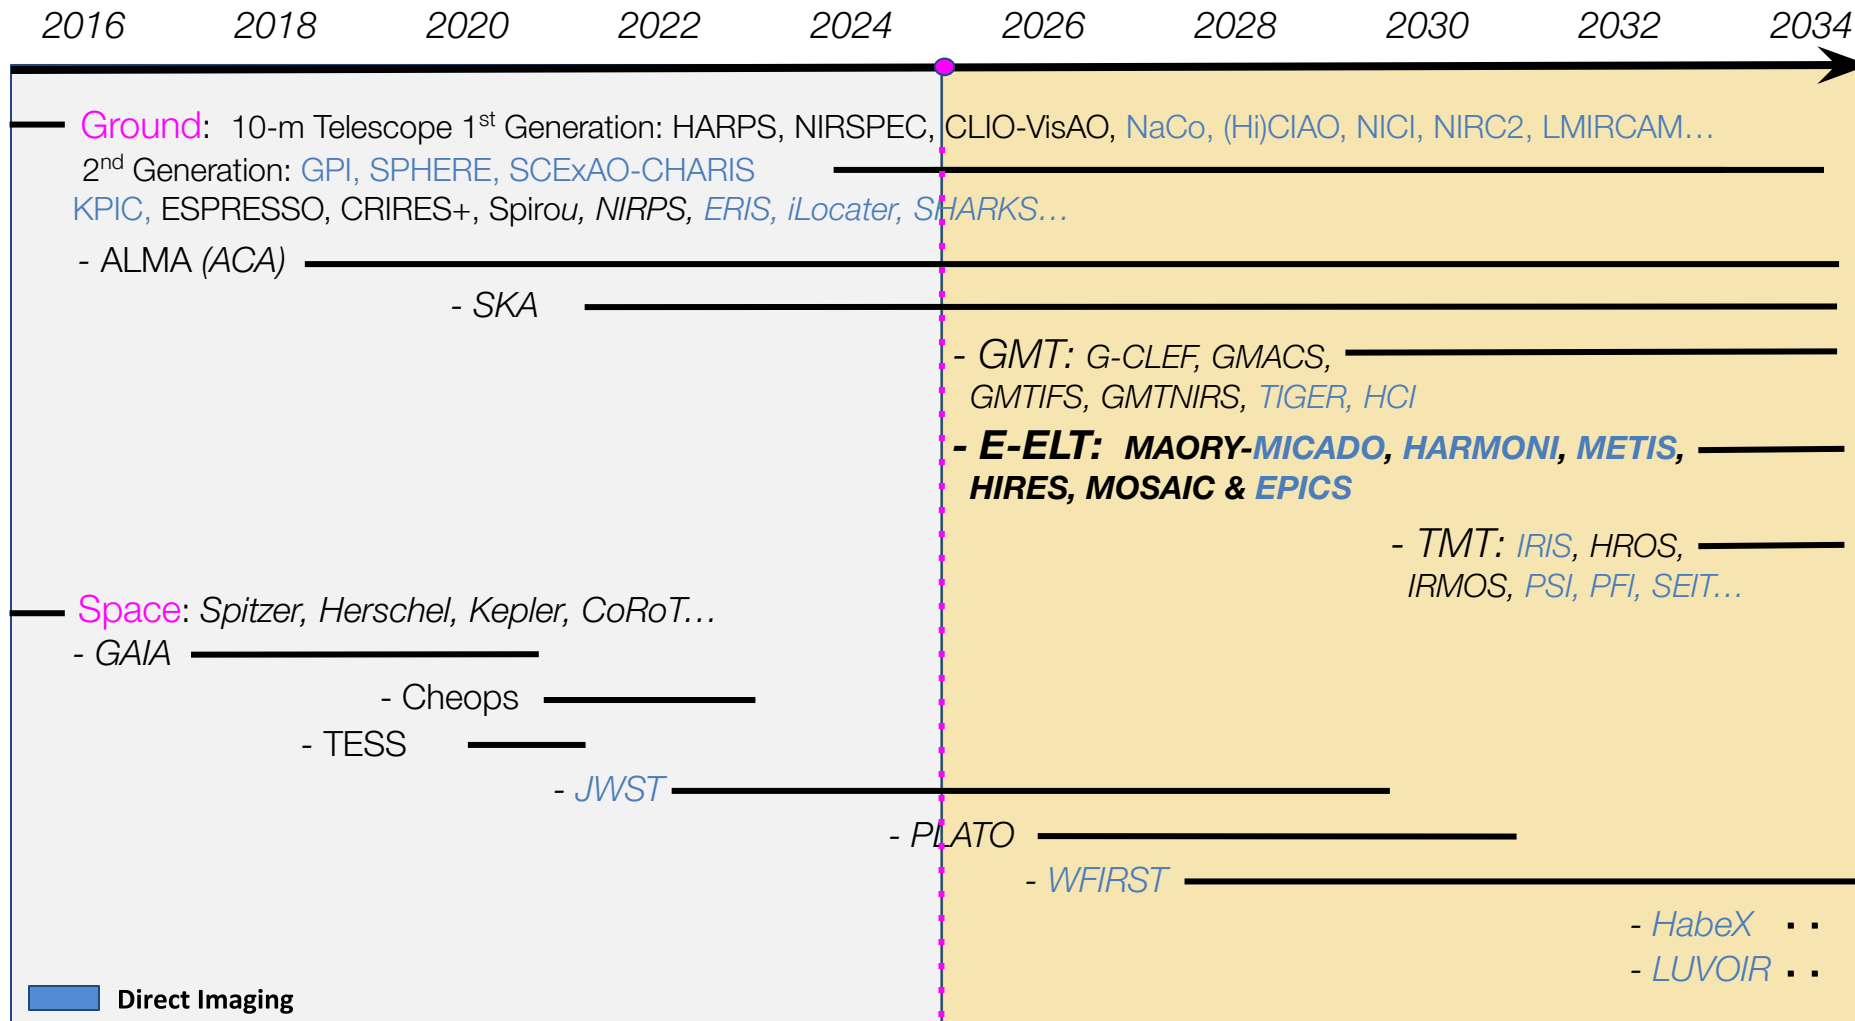 2016 2018 2020 2022 2024 2026 2028 2030 2032 2034
Ground: 10-m Telescope 1st Generation: HARPS, NIRSPEC, CLIO-VisAO, NaCo, (Hi)CIAO, NICI, NIRC2, LMIRCAM…
2nd Generation: GPI, SPHERE, SCExAO-CHARIS
KPIC, ESPRESSO, CRIRES+, Spirou, NIRPS, ERIS, iLocater, SHARKS…
- ALMA (ACA)
- SKA
- GMT: G-CLEF, GMACS,
GMTIFS, GMTNIRS, TIGER, HCI
- E-ELT: MAORY-MICADO, HARMONI, METIS,
HIRES, MOSAIC & EPICS
- TMT: IRIS, HROS,
IRMOS, PSI, PFI, SEIT…
Space: Spitzer, Herschel, Kepler, CoRoT…
- GAIA
- Cheops
- TESS
- JWST
- PLATO
- WFIRST
- HabeX
- LUVOIR
Direct Imaging